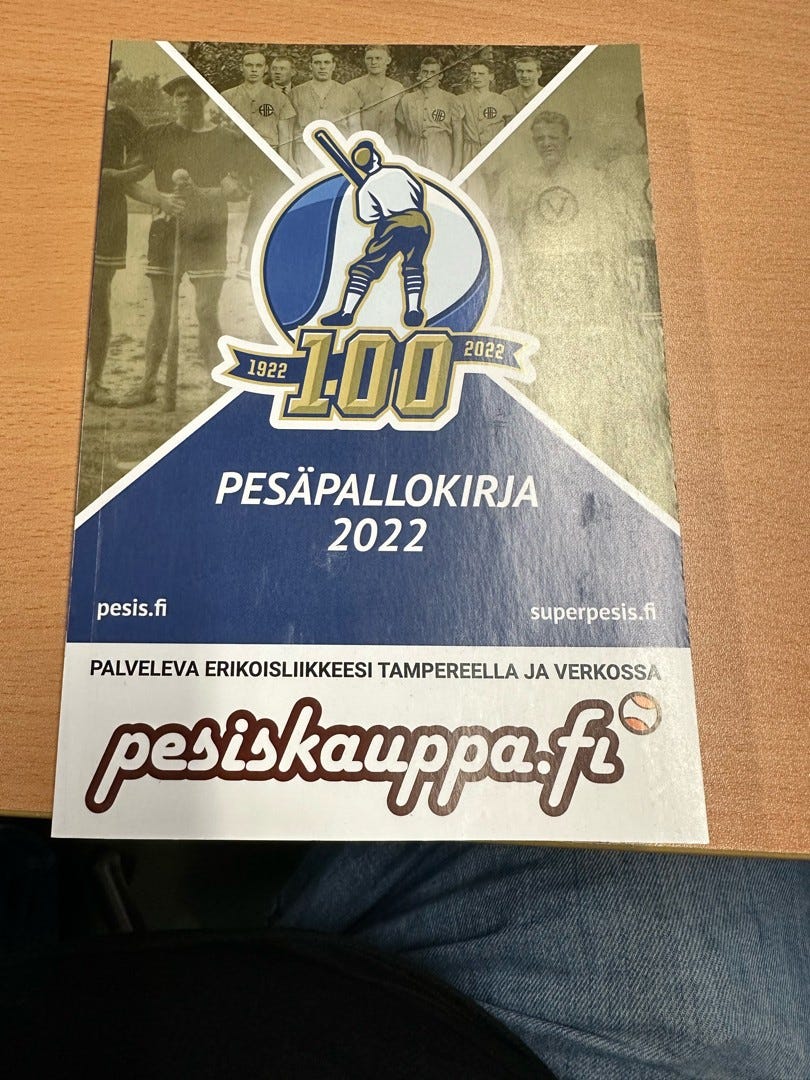 1922
100
2022
PESÄPALLOKIRJA
2022
pesis.fi
superpesis.fi
PALVELEVA ERIKOISLIIKKEESI TAMPEREELLA JA VERKOSSA
pesiskauppa.fi